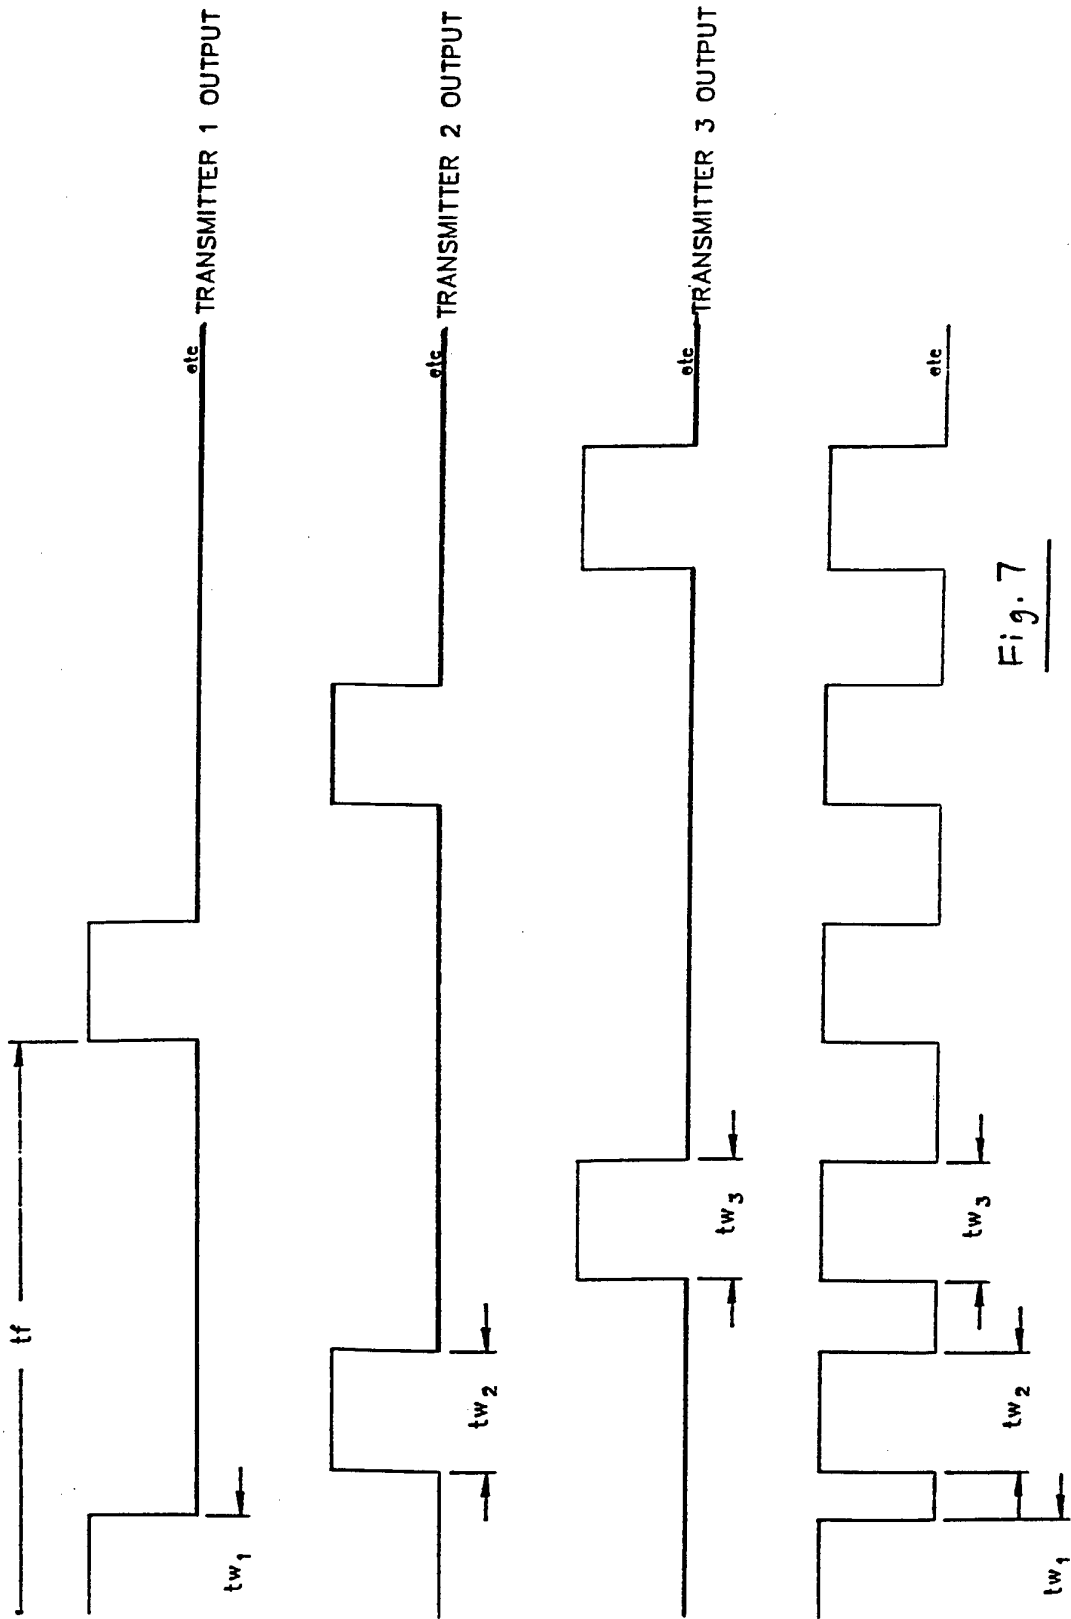 tf
tw1
etc
TRANSMITTER 1 OUTPUT
tw2
etc
TRANSMITTER 2 OUTPUT
tw3
etc
TRANSMITTER 3 OUTPUT
tw1
tw2
tw3
etc
Fig. 7